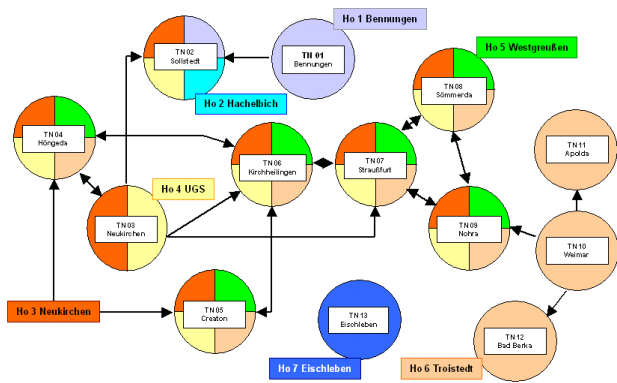 Ho 1 Bennungen
TN 02
Sollstedt
TN 01
Bennungen
Ho 5 Westgreußen
Ho 2 Hachelbich
TN 08
Sömmerda
TN 04
Höngeda
TN 06
Kirchheilingen
TN 07
Straußfurt
TN 11
Apolda
Ho 4 UGS
TN 03
Neukirchen
TN 09
Nohra
TN 10
Weimar
Ho 3 Neukirchen
TN 05
Creaton
TN 13
Eischleben
TN 12
Bad Berka
Ho 7 Eischleben
Ho 6 Troistedt